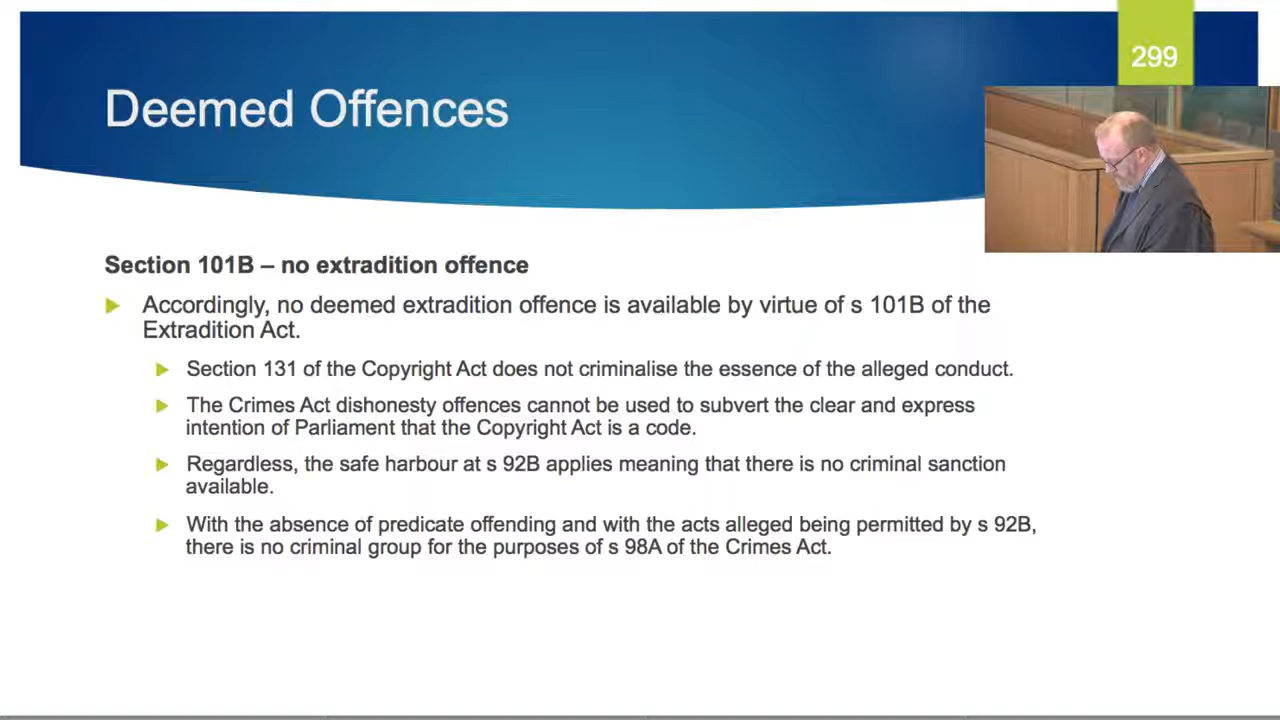 299
Deemed Offences
Section 101B – no extradition offence
Accordingly, no deemed extradition offence is available by virtue of s 101B of the
Extradition Act.
Section 131 of the Copyright Act does not criminalise the essence of the alleged conduct.
The Crimes Act dishonesty offences cannot be used to subvert the clear and express
intention of Parliament that the Copyright Act is a code.
Regardless, the safe harbour at s 92B applies meaning that there is no criminal sanction
available.
With the absence of predicate offending and with the acts alleged being permitted by s 92B,
there is no criminal group for the purposes of s 98A of the Crimes Act.